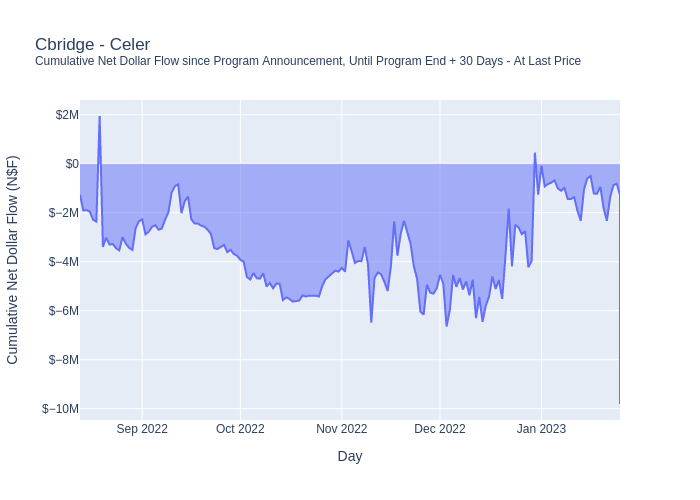 Cbridge - Celer
Cumulative Net Dollar Flow since Program Announcement, Until Program End + 30 Days - At Last Price
Cumulative Net Dollar Flow (N$F)
$2M
$0
$−2M
$−4M
$−6M
$−8M
$−10M
Sep 2022
Oct 2022
Nov 2022
Dec 2022
Jan 2023
Day